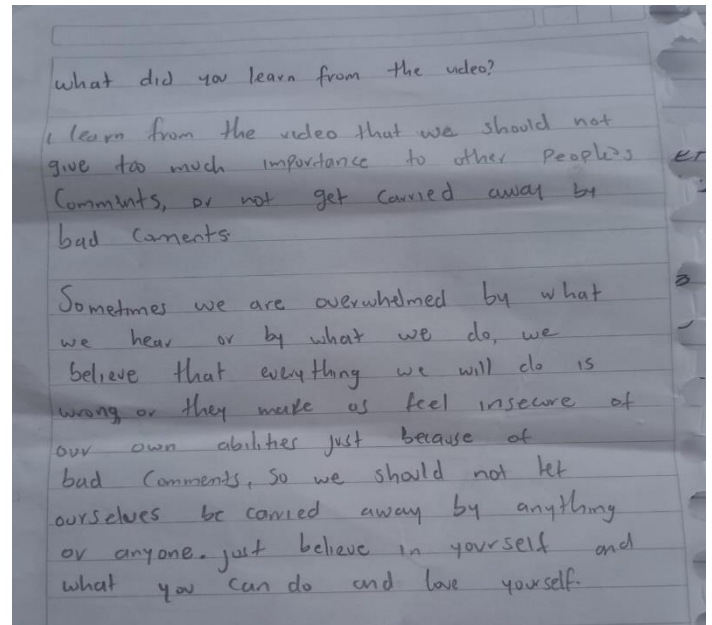 what did you learn from the video?
I learn from the video that we should not
give too much importance to other People's
Comments, or not get carried away by
bad Coments.
Sometimes we are overwhelmed by what
we hear or by what we do, we
believe that everything we will do is
wrong or they make as feel insecure of
our own abilities just because of
bad Comments, So we should not let
ourselves be carried away by anything
or anyone. just believe in yourself and
what you can do and love yourself.